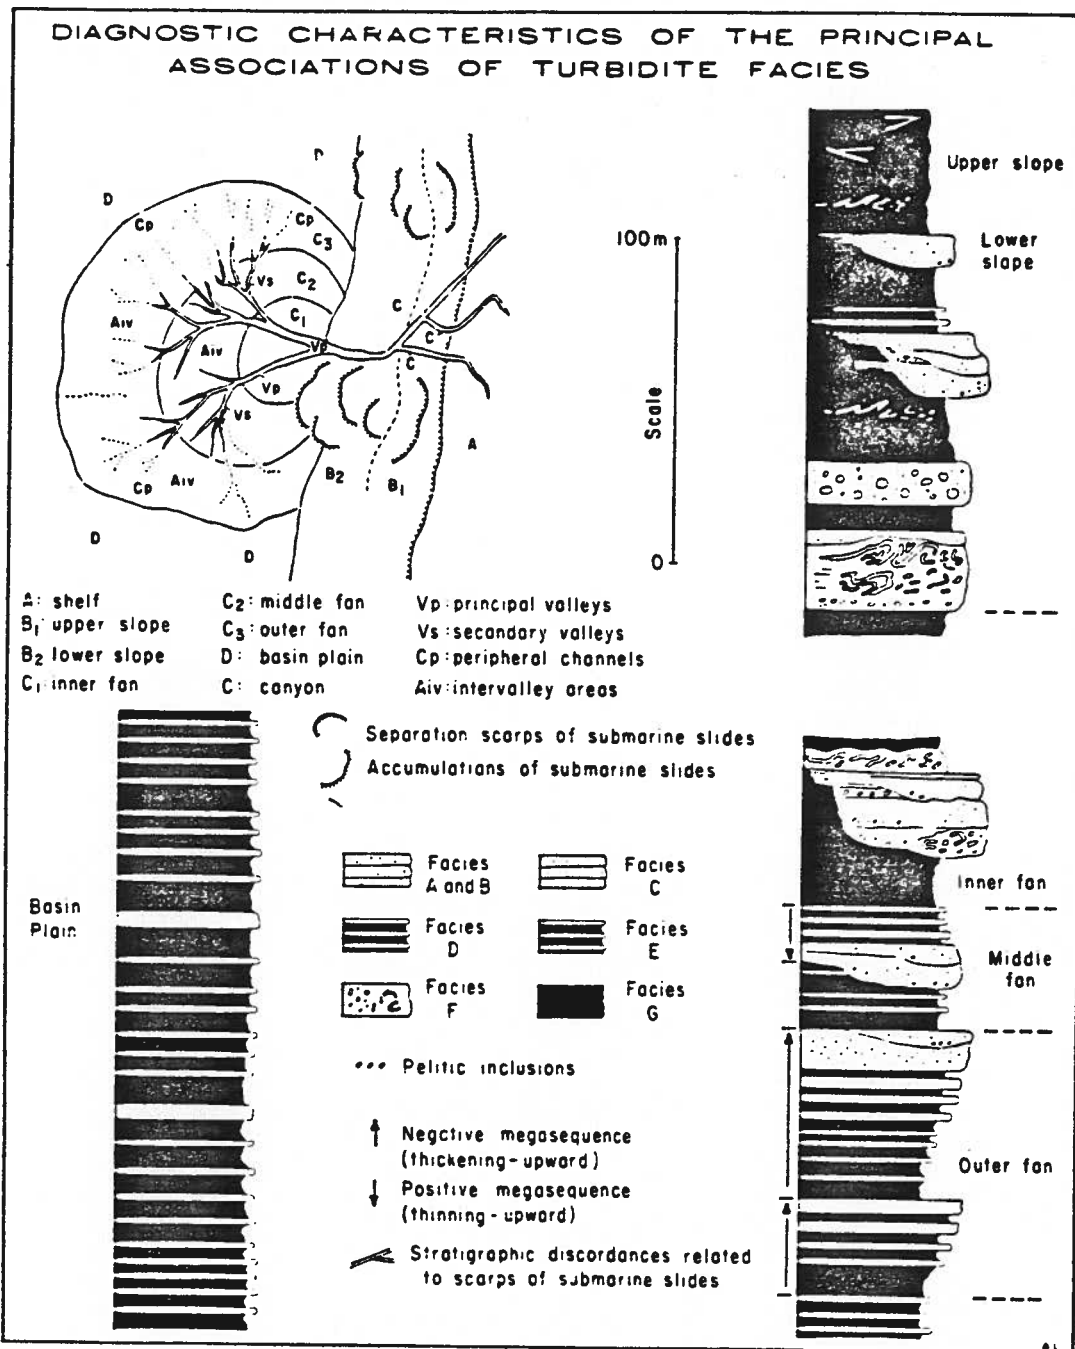 DIAGNOSTIC CHARACTERISTICS OF THE PRINCIPAL
ASSOCIATIONS OF TURBIDITE FACIES
D
D
Cp
Cp
C3
Vs
C2
C1
Aiv
Aiv
Vp
Vp
Vs
C
C
C
A
B2
B1
Cp
Aiv
D
D
100m
Scale
0
Upper slope
Lower
slope
A: shelf
B1: upper slope
B2 lower slope
C1: inner fan
C2: middle fan
C3: outer fan
D: basin plain
C: canyon
Vp: principal valleys
Vs: secondary valleys
Cp: peripheral channels
Aiv: intervalley areas
Separation scarps of submarine slides
Accumulations of submarine slides
Facies
A and B
Facies
C
Facies
D
Facies
E
Facies
F
Facies
G
Pelitic inclusions
Negative megasequence
(thickening-upward)
Positive megasequence
(thinning-upward)
Stratigraphic discordances related
to scarps of submarine slides
Basin
Plain
Inner fan
Middle
fan
Outer fan